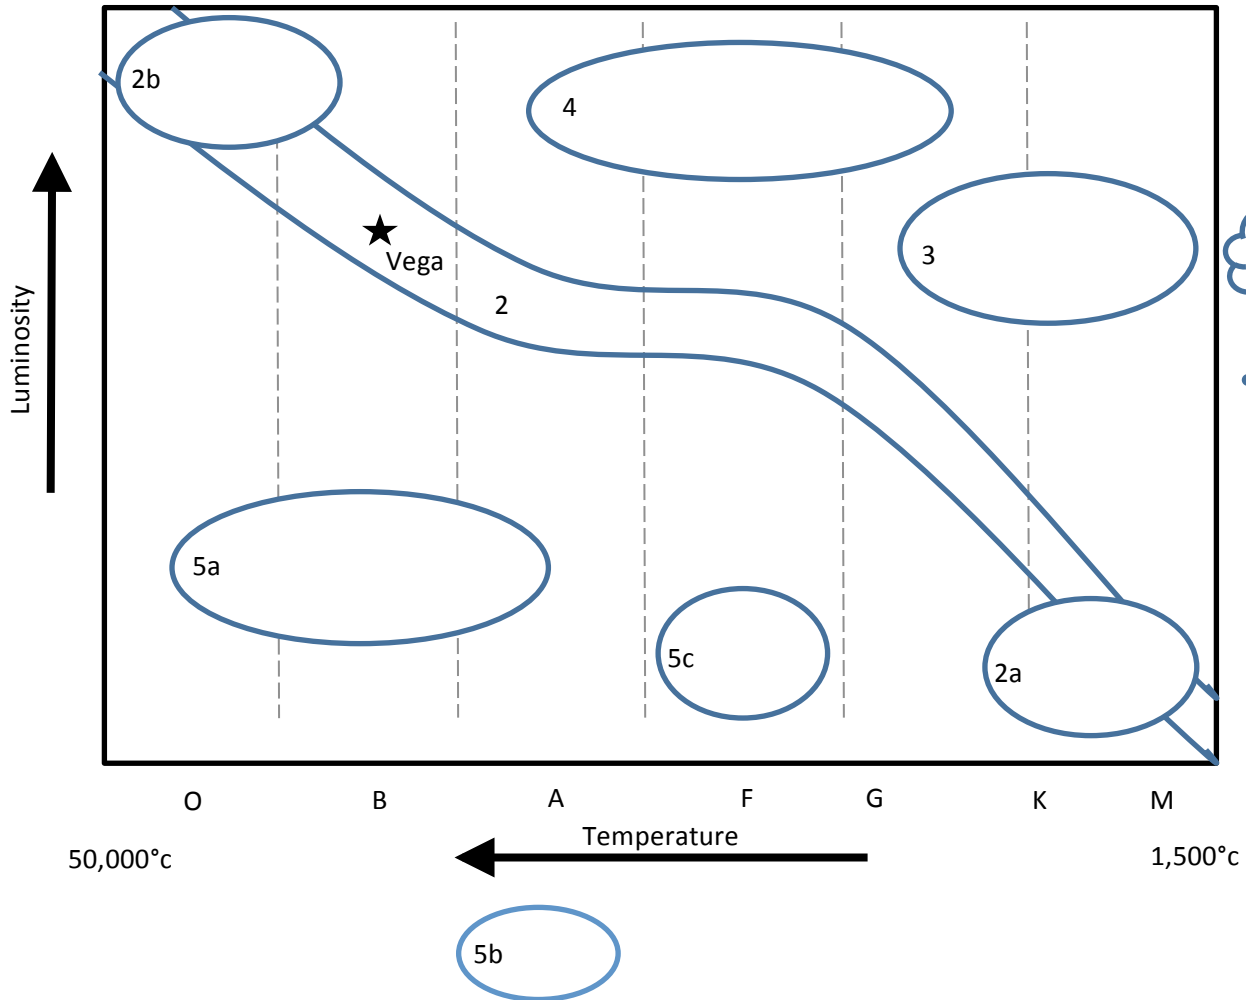 2b
4
3
Vega
2
Luminosity
5a
5c
2a
O B A F G K M
Temperature
50,000°c
1,500°c
5b